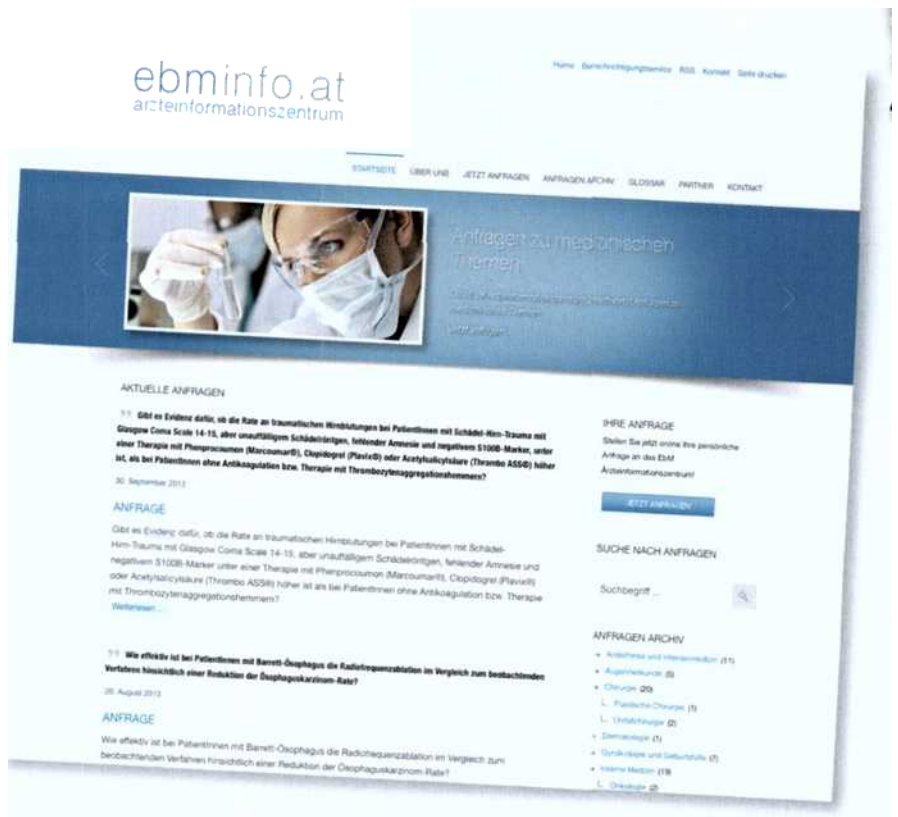 ebminfo.at
ärzteinformationszentrum
Home Benachrichtigungsservice RSS Kontakt Seite drucken
STARTSEITE ÜBER UNS JETZT ANFRAGEN ANFRAGEN ARCHIV GLOSSAR PARTNER KONTAKT
Anfragen zu medizinischen
Themen
Jetzt anfragen!
AKTUELLE ANFRAGEN
Gibt es Evidenz dafür, ob die Rate an traumatischen Hirnblutungen bei PatientInnen mit Schädel-Hirn-Trauma mit
Glasgow Coma Scale 14-15, aber unauffälligem Schädelröntgen, fehlender Amnesie und negativem S100B-Marker, unter
einer Therapie mit Phenprocoumon (Marcoumar®), Clopidogrel (Plavix®) oder Acetylsalicylsäure (Thrombo ASS®) höher
ist, als bei PatientInnen ohne Antikoagulation bzw. Therapie mit Thrombozytenaggregationshemmern?
30. September 2013
ANFRAGE
Gibt es Evidenz dafür, ob die Rate an traumatischen Hirnblutungen bei PatientInnen mit Schädel-
Hirn-Trauma mit Glasgow Coma Scale 14-15, aber unauffälligem Schädelröntgen, fehlender Amnesie und
negativem S100B-Marker unter einer Therapie mit Phenprocoumon (Marcoumar®), Clopidogrel (Plavix®)
oder Acetylsalicylsäure (Thrombo ASS®) höher ist als bei PatientInnen ohne Antikoagulation bzw. Therapie
mit Thrombozytenaggregationshemmern?
Weiterlesen ...
Wie effektiv ist bei PatientInnen mit Barrett-Ösophagus die Radiofrequenzablation im Vergleich zum beobachtenden
Verfahren hinsichtlich einer Reduktion der Ösophaguskarzinom-Rate?
26. August 2013
ANFRAGE
Wie effektiv ist bei PatientInnen mit Barrett-Ösophagus die Radiofrequenzablation im Vergleich zum
beobachtenden Verfahren hinsichtlich einer Reduktion der Ösophaguskarzinom-Rate?
IHRE ANFRAGE
Stellen Sie jetzt online Ihre persönliche
Anfrage an das EbM
Ärzteinformationszentrum!
JETZT ANFRAGEN
SUCHE NACH ANFRAGEN
Suchbegriff ...
ANFRAGEN ARCHIV
Anästhesie und Intensivmedizin (11)
Augenheilkunde (5)
Chirurgie (20)
Plastische Chirurgie (1)
Unfallchirurgie (2)
Dermatologie (1)
Gynäkologie und Geburtshilfe (7)
Innere Medizin (19)
Onkologie (2)